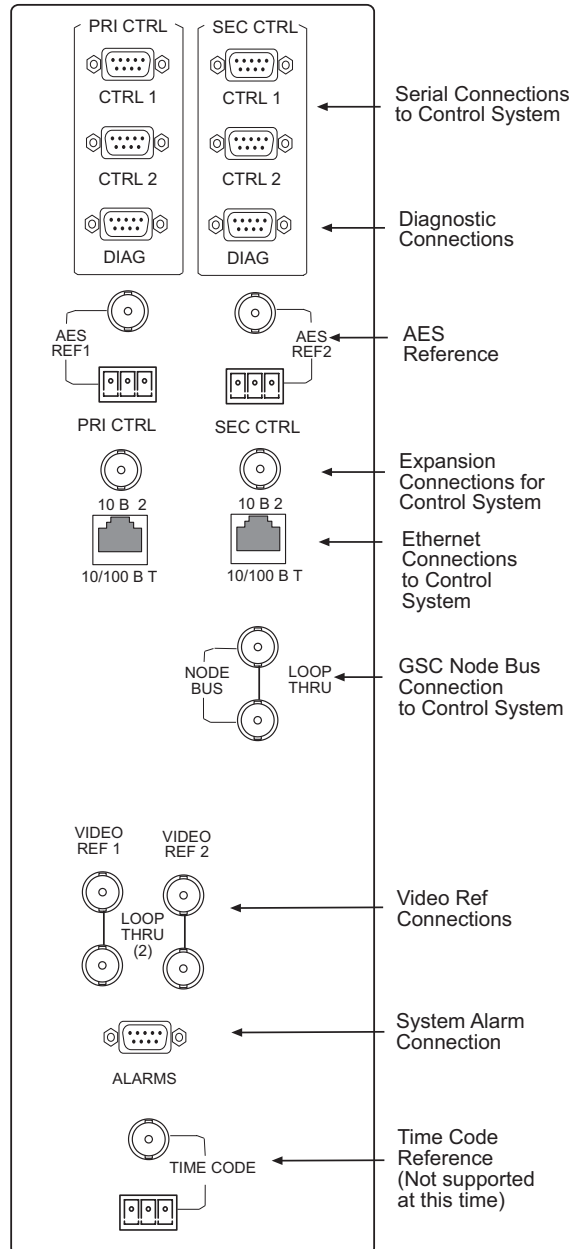 PRI CTRL SEC CTRL
CTRL 1 CTRL 1
Serial Connections
to Control System
CTRL 2 CTRL 2
DIAG DIAG
Diagnostic
Connections
AES
REF1
AES
REF2
AES
Reference
PRI CTRL SEC CTRL
10 B 2 10 B 2
Expansion
Connections for
Control System
10/100 B T 10/100 B T
Ethernet
Connections
to Control
System
NODE
BUS
LOOP
THRU
GSC Node Bus
Connection
to Control System
VIDEO
REF 1
VIDEO
REF 2
LOOP
THRU
(2)
Video Ref
Connections
ALARMS
System Alarm
Connection
TIME CODE
Time Code
Reference
(Not supported
at this time)